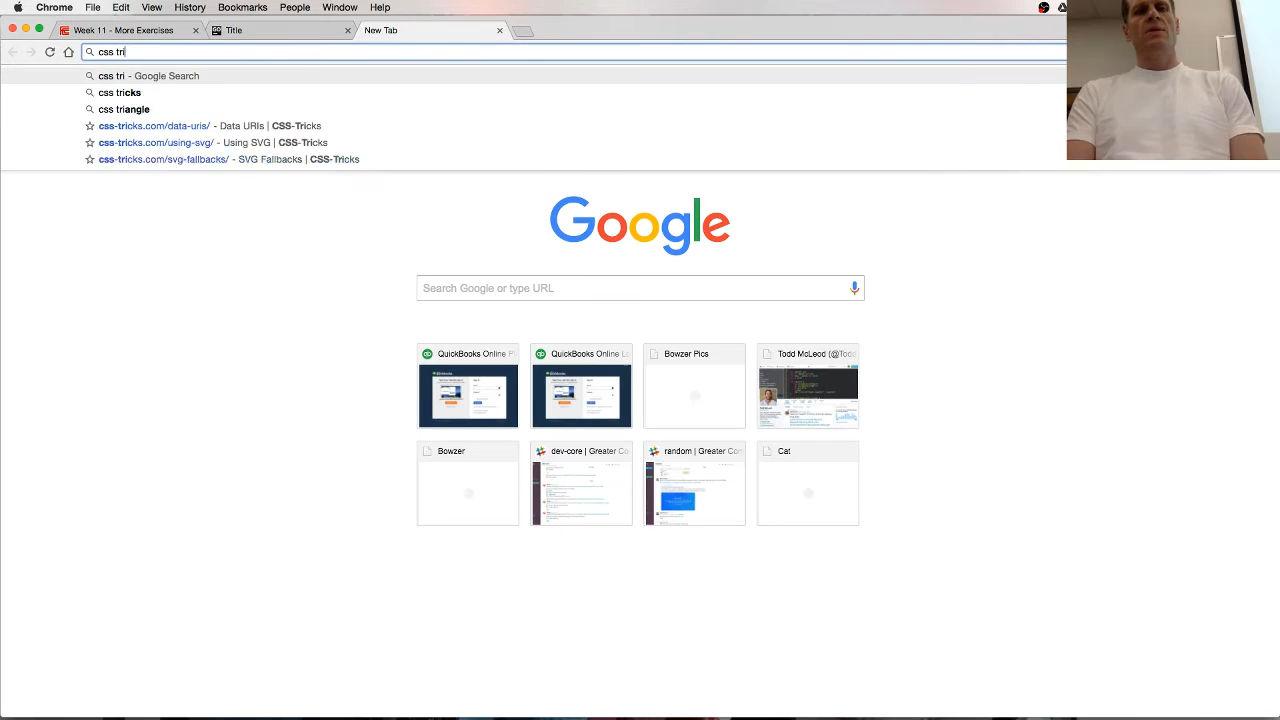 Chrome File Edit View History Bookmarks People Window Help
Week 11 - More Exercises
Title
New Tab
css tri
css tri - Google Search
css tricks
css triangle
css-tricks.com/data-uris/ - Data URIs | CSS-Tricks
css-tricks.com/using-svg/ - Using SVG | CSS-Tricks
css-tricks.com/svg-fallbacks/ - SVG Fallbacks | CSS-Tricks
Google
Search Google or type URL
QuickBooks Online
QuickBooks Online
Bowzer Pics
Todd McLeod (@Todd
Bowzer
dev-core | Greater
random | Greater
Cat